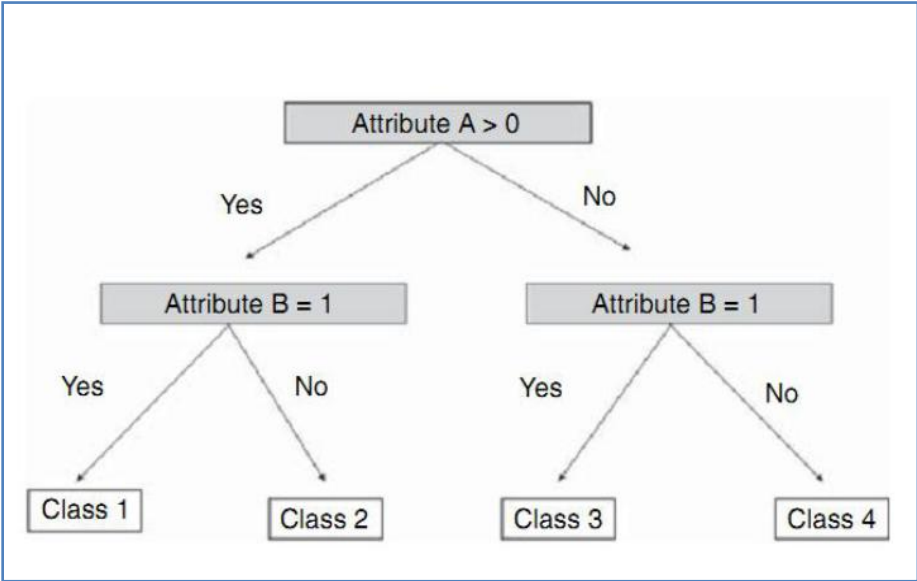 Attribute A > 0
Yes
No
Attribute B = 1
Attribute B = 1
Yes
No
Yes
No
Class 1
Class 2
Class 3
Class 4